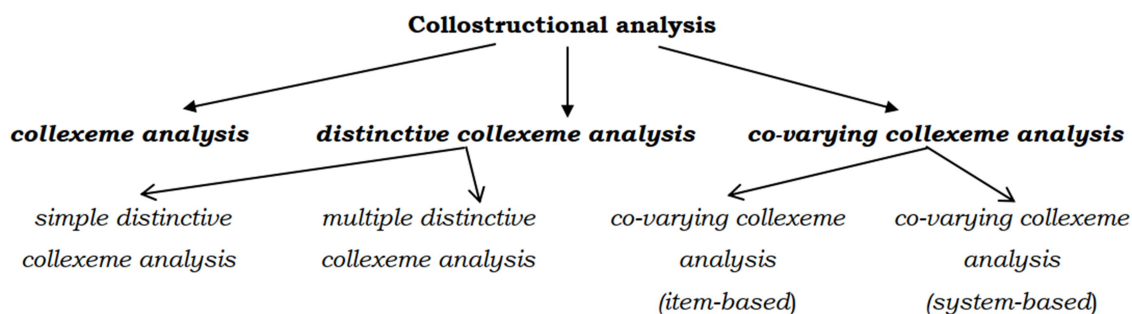 Collostructional analysis
collexeme analysis
distinctive collexeme analysis
co-varying collexeme analysis
simple distinctive
collexeme analysis
multiple distinctive
collexeme analysis
co-varying collexeme
analysis
(item-based)
co-varying collexeme
analysis
(system-based)